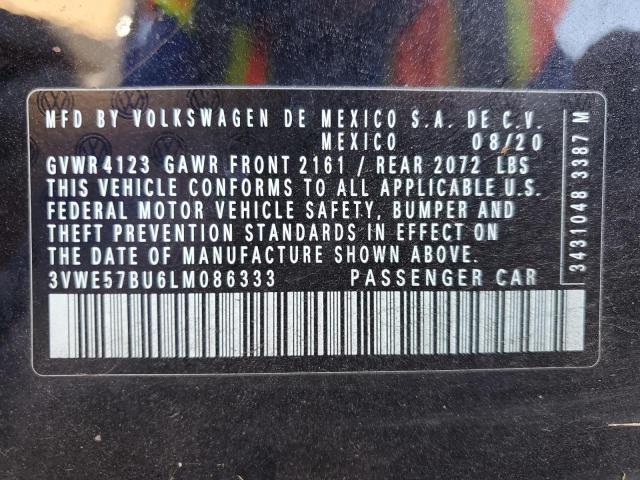 MFD BY VOLKSWAGEN DE MEXICO S.A. DE C.V.
MEXICO 08/20
GVWR 4123 GAWR FRONT 2161 / REAR 2072 LBS
THIS VEHICLE CONFORMS TO ALL APPLICABLE U.S.
FEDERAL MOTOR VEHICLE SAFETY, BUMPER AND
THEFT PREVENTION STANDARDS IN EFFECT ON
THE DATE OF MANUFACTURE SHOWN ABOVE.
3VWE57BU6LM086333 PASSENGER CAR
3431048 3387 M